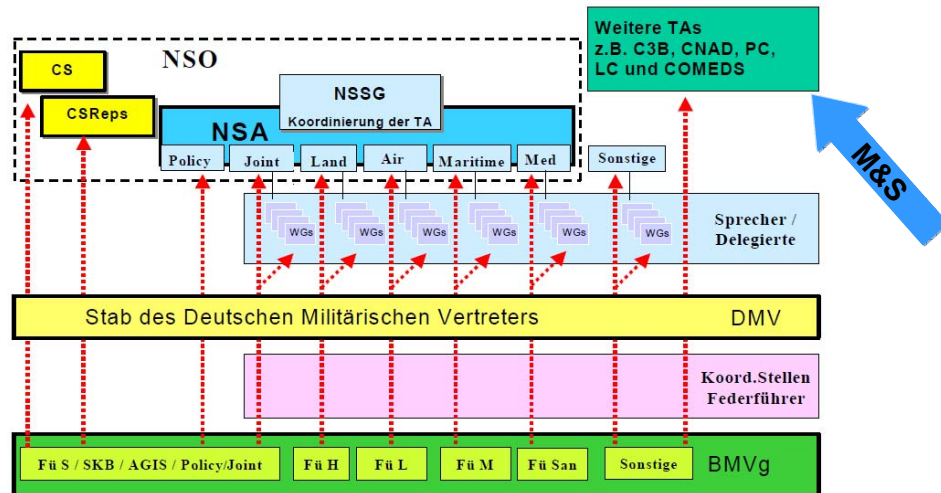 NSO
CS
CSReps
NSSG
Koordinierung der TA
NSA
Policy
Joint
Land
Air
Maritime
Med
Sonstige
Weitere TAs
z.B. C3B, CNAD, PC,
LC und COMEDS
M&S
WGs
WGs
WGs
WGs
WGs
WGs
Sprecher /
Delegierte
Stab des Deutschen Militärischen Vertreters
DMV
Koord.Stellen
Federführer
Fü S / SKB / AGIS / Policy/Joint
Fü H
Fü L
Fü M
Fü San
Sonstige
BMVg